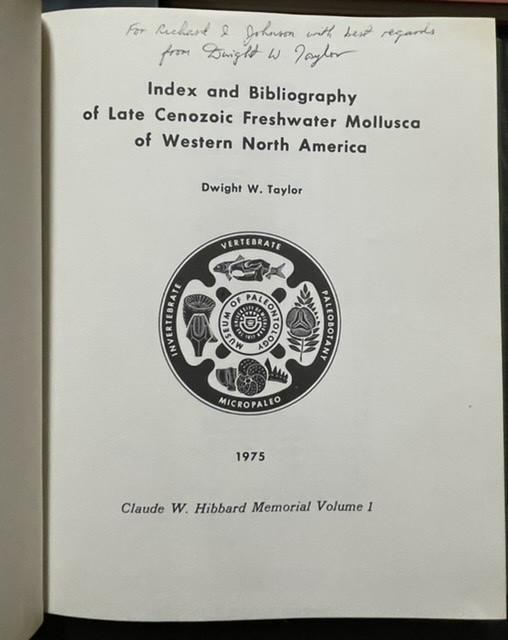 For Richard I Johnson with best regards
from Dwight W Taylor
Index and Bibliography
of Late Cenozoic Freshwater Mollusca
of Western North America
Dwight W. Taylor
VERTEBRATE
INVERTEBRATE
PALEOBOTANY
MICROPALEO
MUSEUM OF PALEONTOLOGY
1975
Claude W. Hibbard Memorial Volume 1